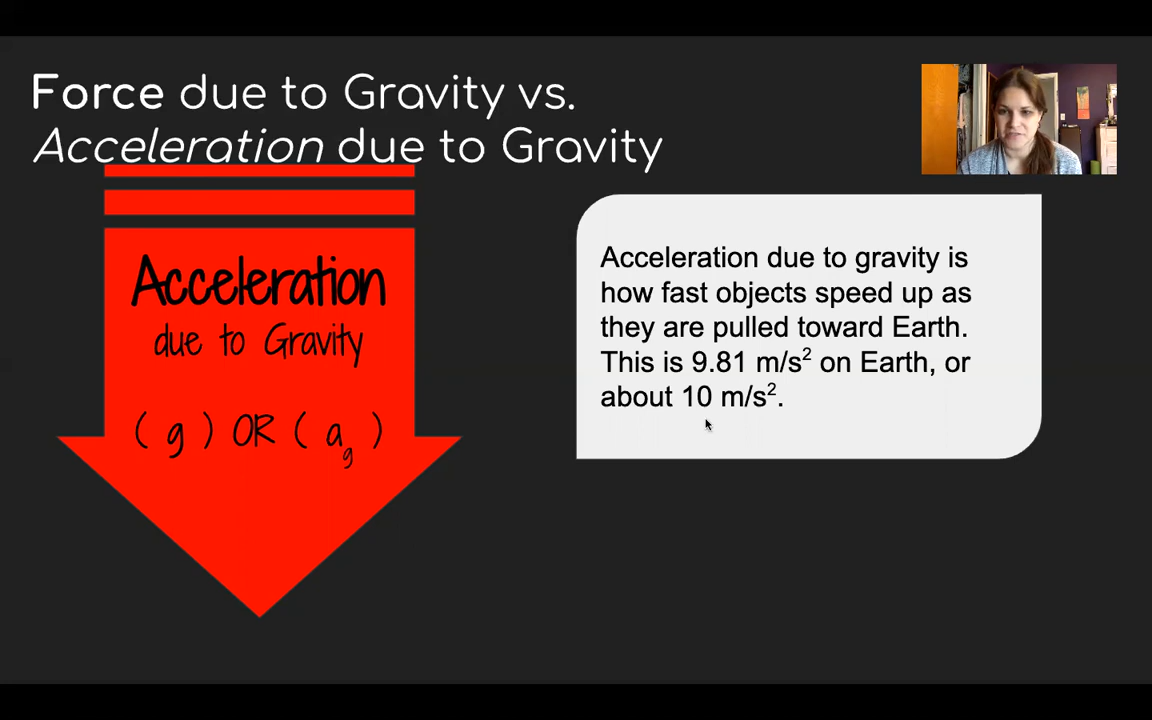 Force due to Gravity vs.
Acceleration due to Gravity
Acceleration
due to Gravity
( g ) OR ( a_g )
Acceleration due to gravity is
how fast objects speed up as
they are pulled toward Earth.
This is 9.81 m/s² on Earth, or
about 10 m/s².